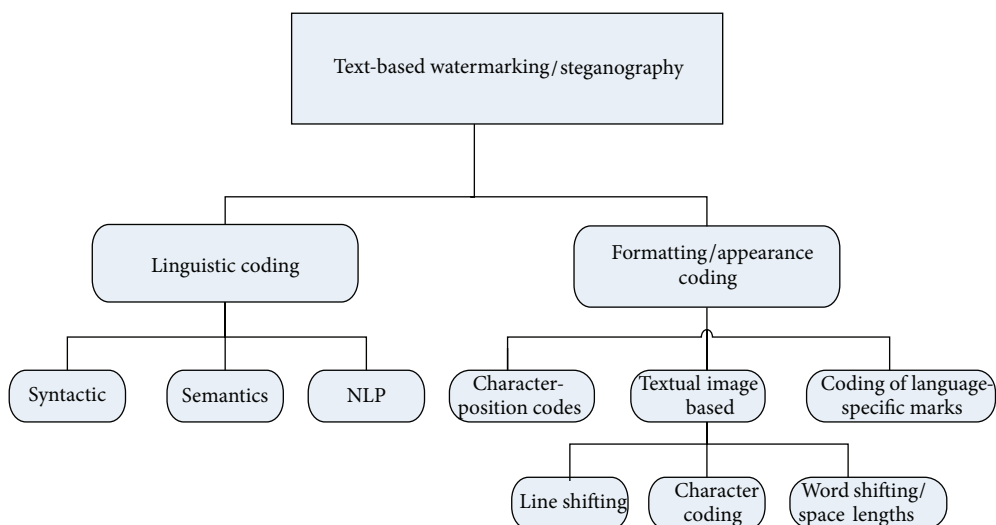 Text-based watermarking/steganography
Linguistic coding
Formatting/appearance
coding
Syntactic
Semantics
NLP
Character-
position codes
Textual image
based
Coding of language-
specific marks
Line shifting
Character
coding
Word shifting/
space lengths